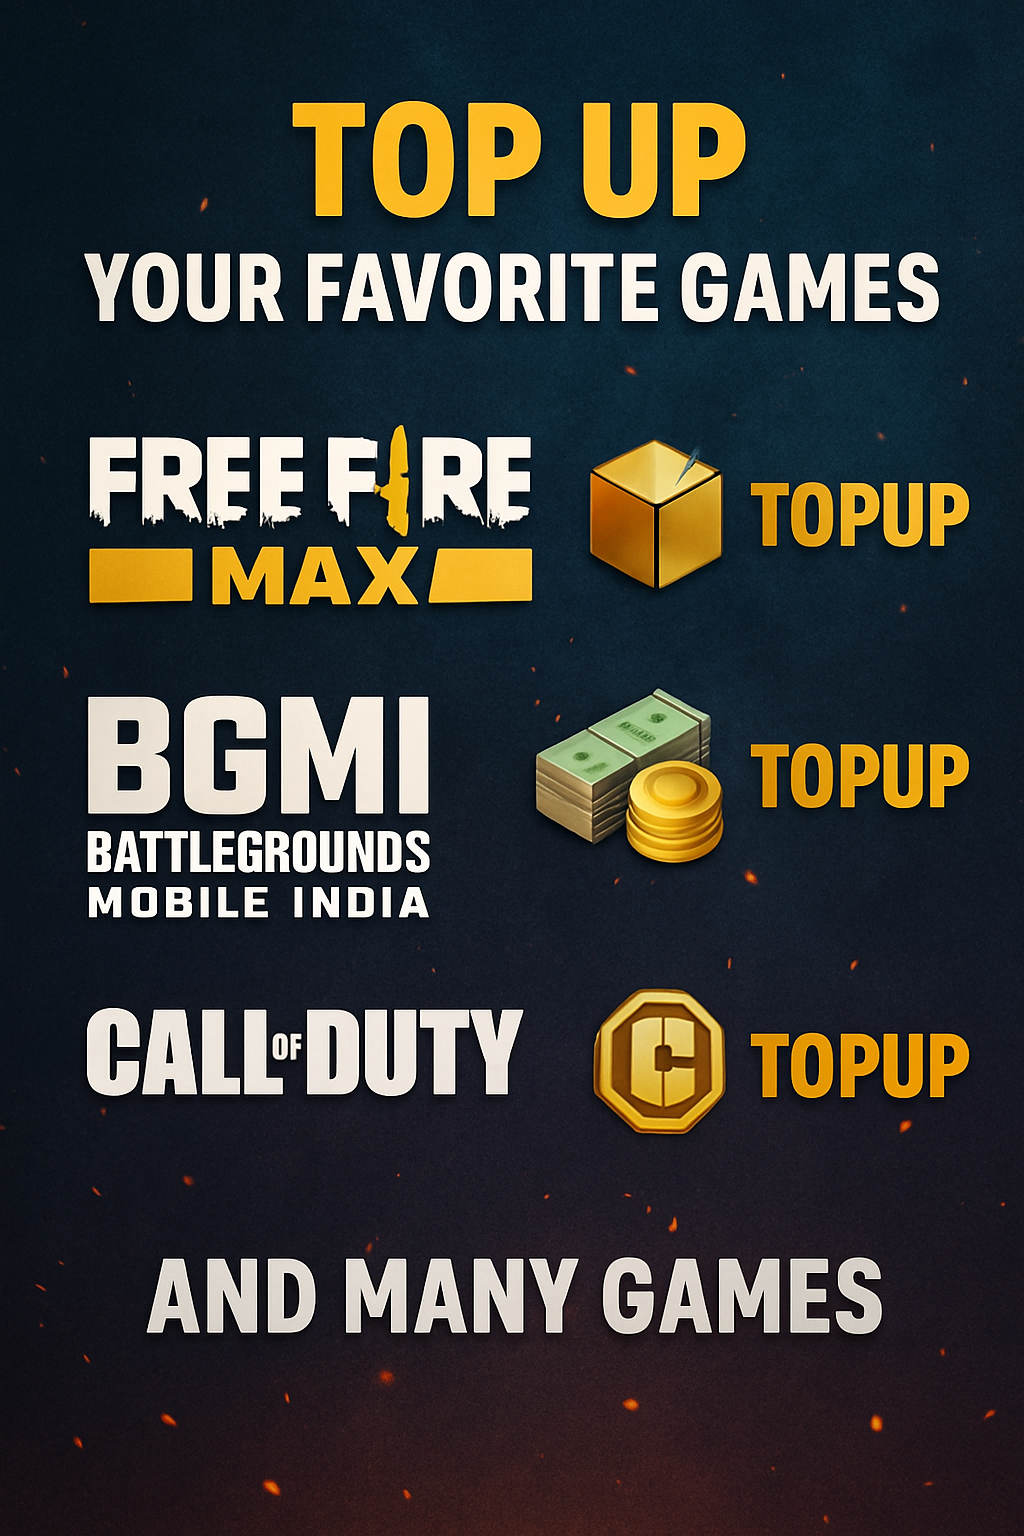 TOP UP
YOUR FAVORITE GAMES
FREE FIRE
MAX
TOPUP
BGMI
BATTLEGROUNDS
MOBILE INDIA
TOPUP
CALL OF DUTY
C
TOPUP
AND MANY GAMES